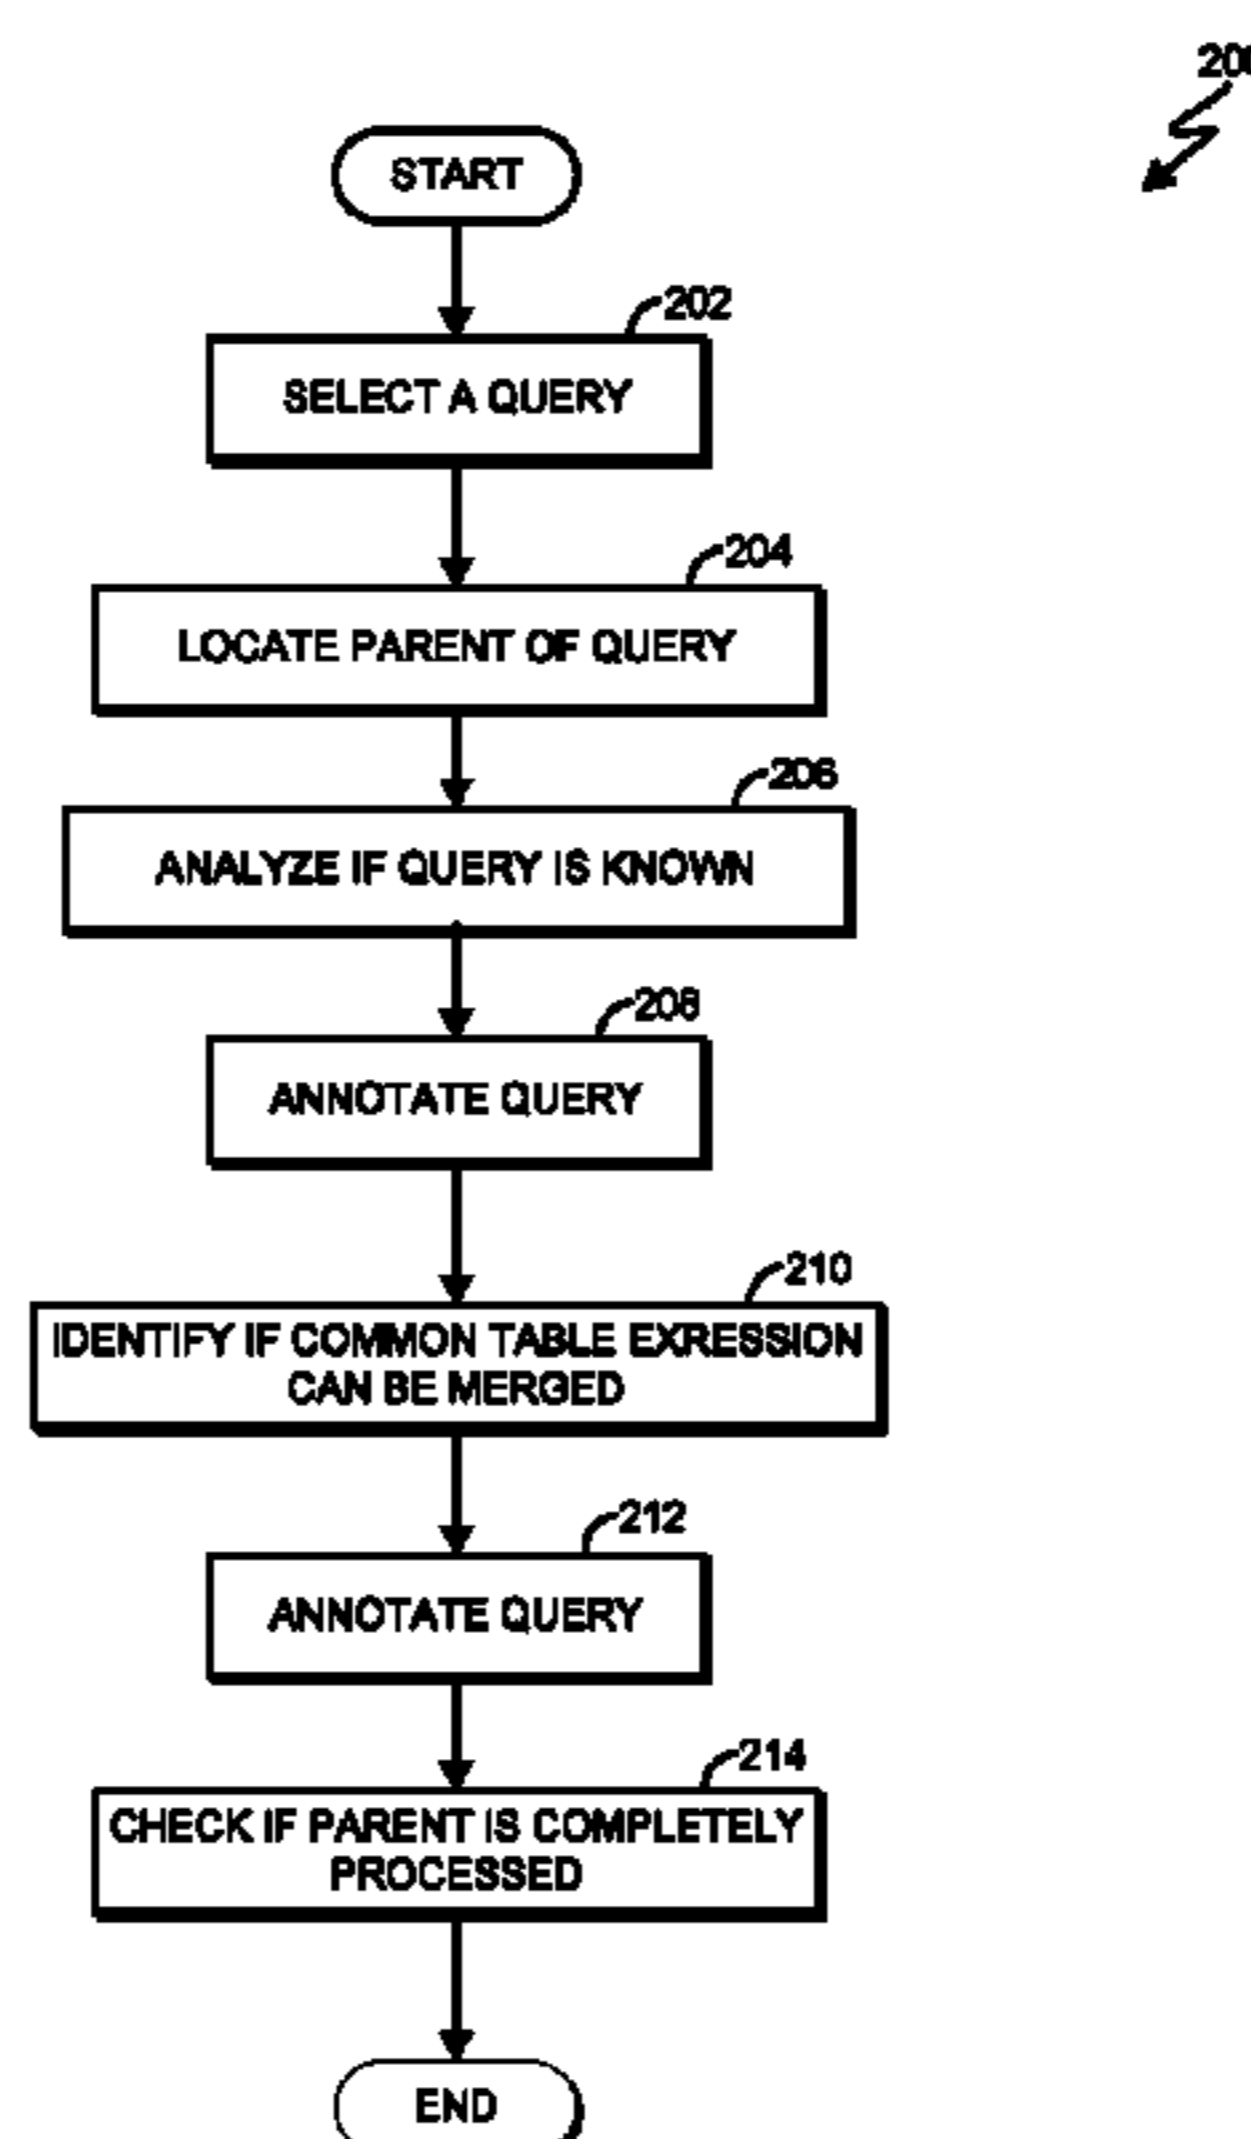 200
START
202
SELECT A QUERY
204
LOCATE PARENT OF QUERY
206
ANALYZE IF QUERY IS KNOWN
208
ANNOTATE QUERY
210
IDENTIFY IF COMMON TABLE EXRESSION
CAN BE MERGED
212
ANNOTATE QUERY
214
CHECK IF PARENT IS COMPLETELY
PROCESSED
END